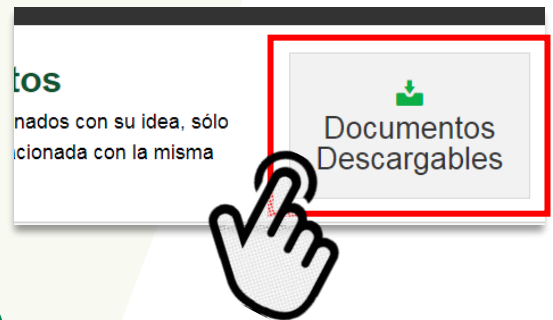 tos
nados con su idea, sólo
cionada con la misma
Documentos
Descargables